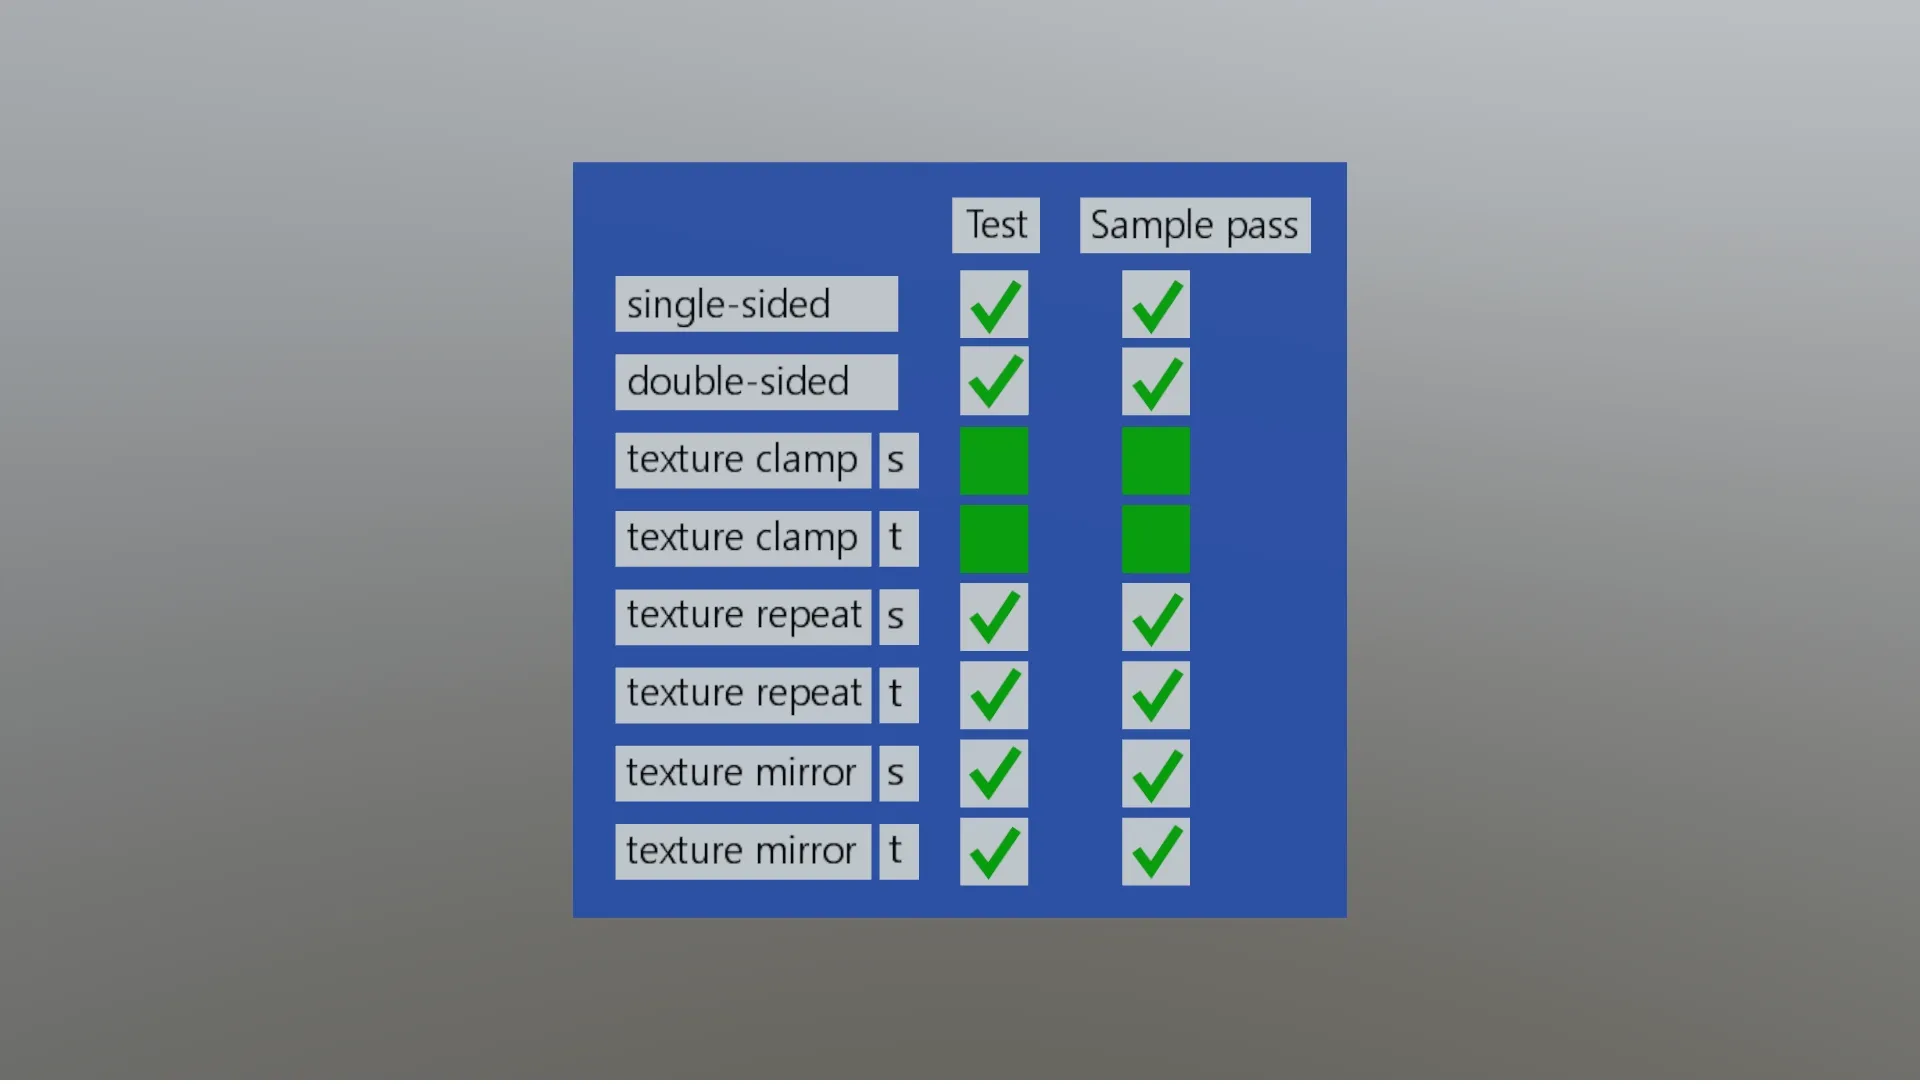 Test Sample pass
single-sided
double-sided
texture clamp s
texture clamp t
texture repeat s
texture repeat t
texture mirror s
texture mirror t